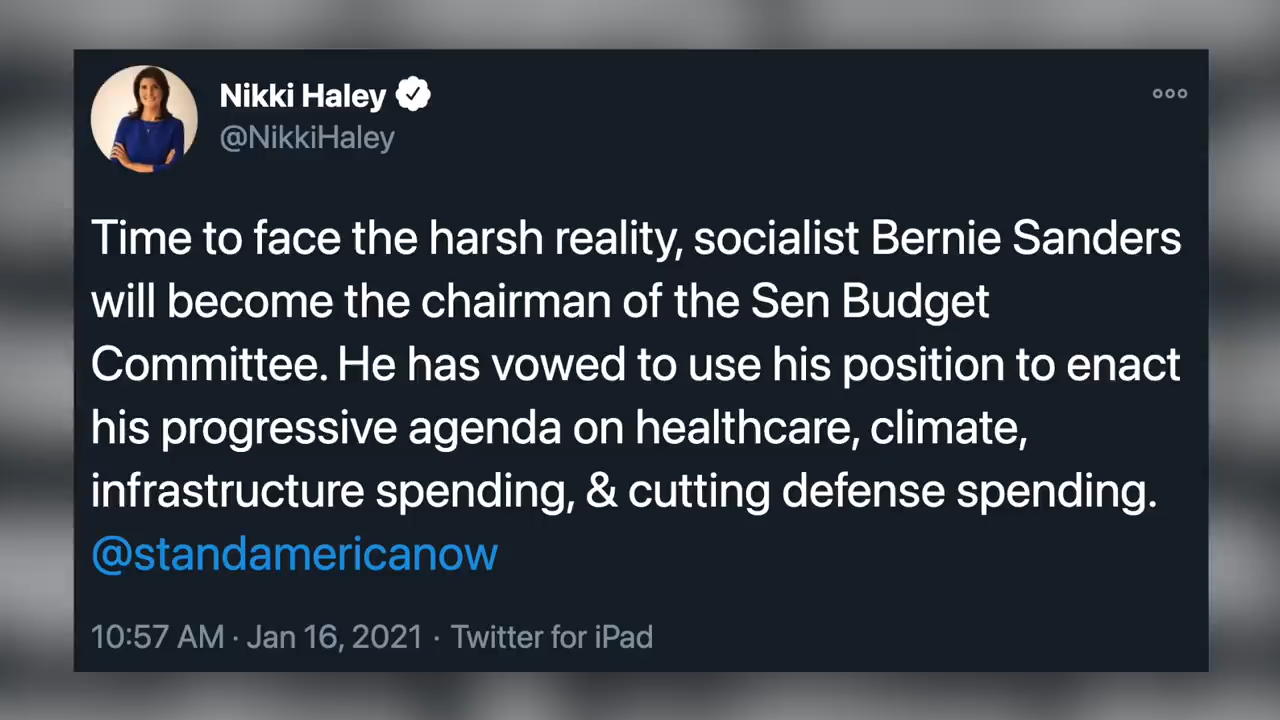 Nikki Haley
@NikkiHaley
Time to face the harsh reality, socialist Bernie Sanders
will become the chairman of the Sen Budget
Committee. He has vowed to use his position to enact
his progressive agenda on healthcare, climate,
infrastructure spending, & cutting defense spending.
@standamericanow
10:57 AM · Jan 16, 2021 · Twitter for iPad